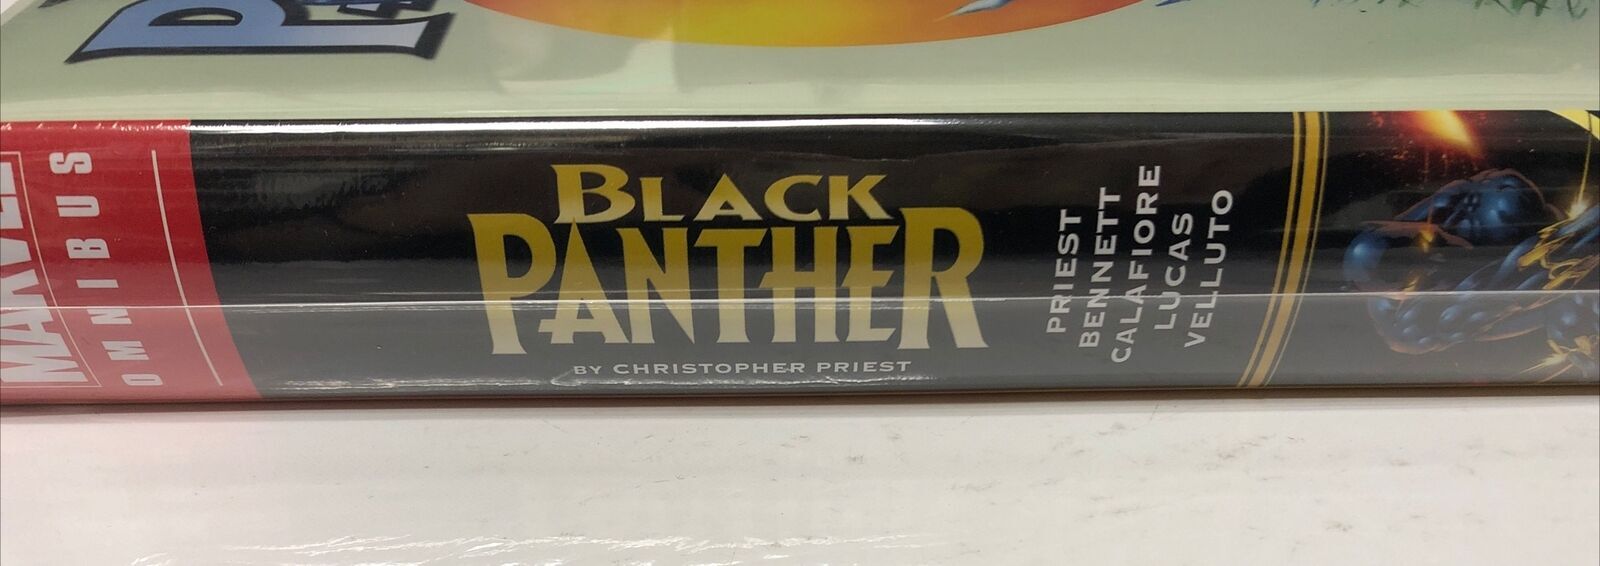 MARVEL
OMNIBUS
BLACK
PANTHER
BY CHRISTOPHER PRIEST
PRIEST
BENNETT
CALAFIORE
LUCAS
VELLUTO